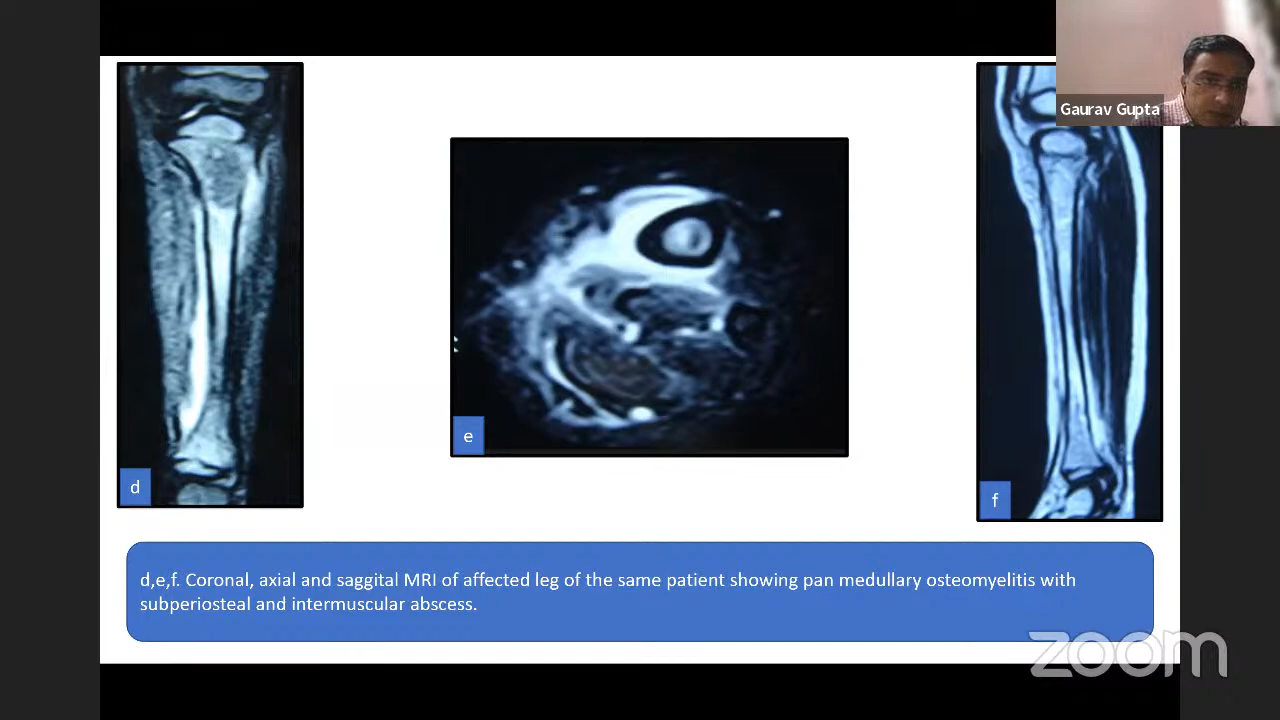 Gaurav Gupta
d
e
f
d,e,f. Coronal, axial and saggital MRI of affected leg of the same patient showing pan medullary osteomyelitis with
subperiosteal and intermuscular abscess.
zoom